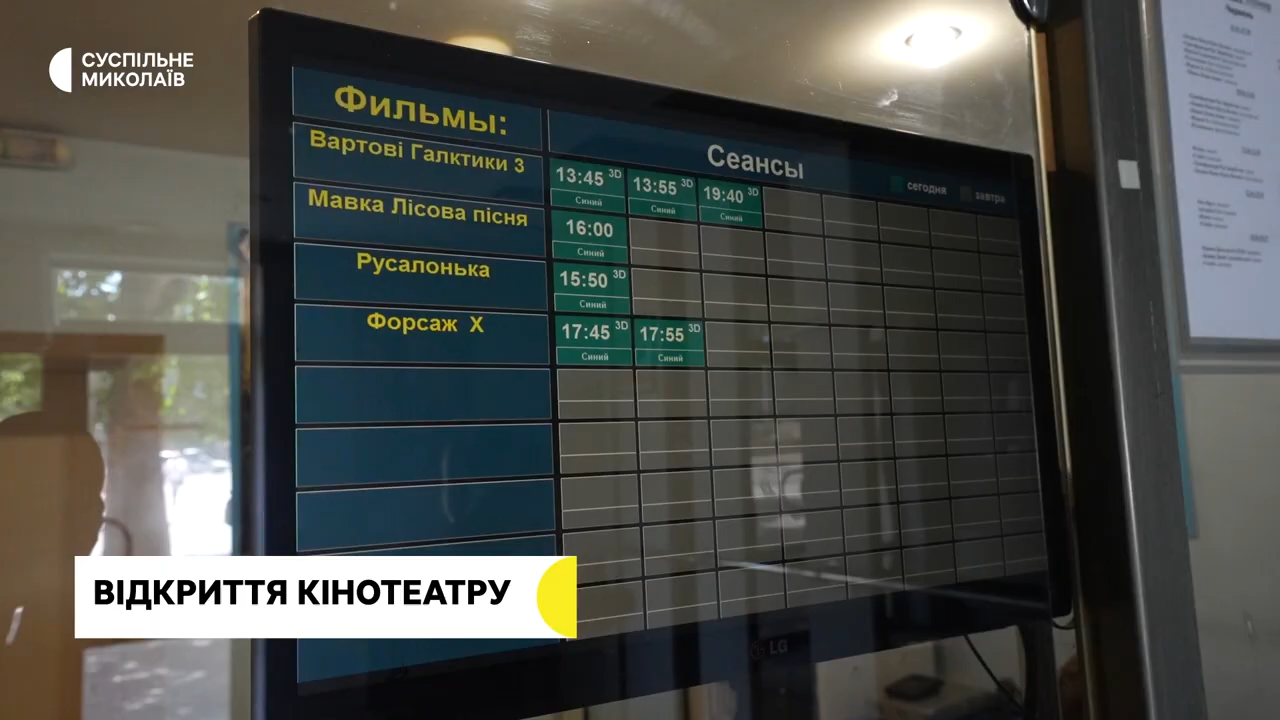 СУСПІЛЬНЕ
МИКОЛАЇВ
Фильмы:
Сеансы
сегодня
завтра
Вартові Галктики 3
13:45 3D 13:55 3D 19:40 3D
Синий Синий Синий
Мавка Лісова пісня
16:00
Синий
Русалонька
15:50 3D
Синий
Форсаж X
17:45 3D 17:55 3D
Синий Синий
ВІДКРИТТЯ КІНОТЕАТРУ
LG